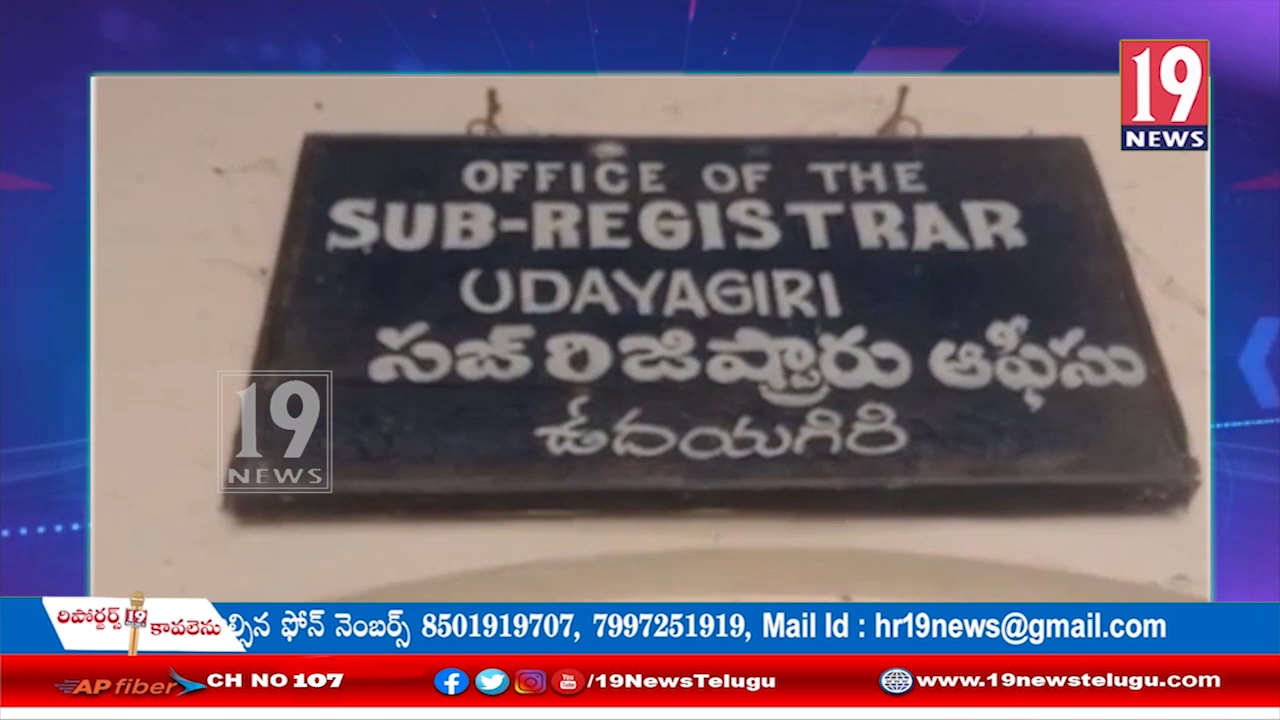 19
NEWS
OFFICE OF THE
SUB-REGISTRAR
UDAYAGIRI
సబ్ రిజిష్ట్రారు ఆఫీసు
ఉదయగిరి
19
NEWS
రిపోర్టర్స్ 19 కావలెను ల్సిన ఫోన్ నెంబర్స్ 8501919707, 7997251919, Mail Id : hr19news@gmail.com
AP fiber CH NO 107 /19NewsTelugu www.19newstelugu.com